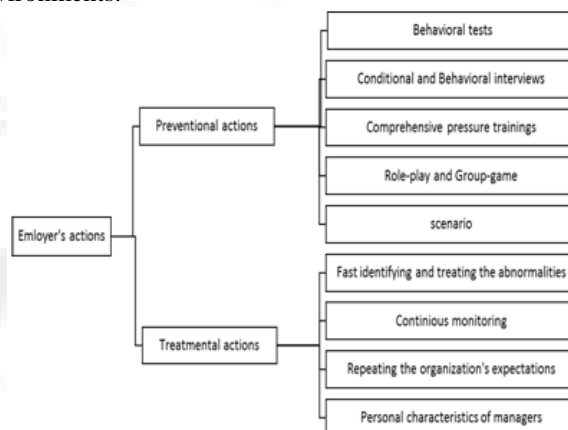 Behavioral tests
Conditional and Behavioral interviews
Preventional actions
Comprehensive pressure trainings
Role-play and Group-game
Emloyer's actions
scenario
Fast identifying and treating the abnormalities
Continious monitoring
Treatmental actions
Repeating the organization's expectations
Personal characteristics of managers